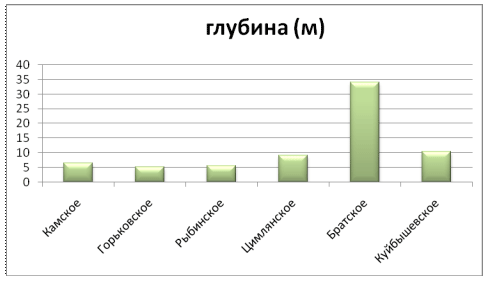 глубина (м)
40
35
30
25
20
15
10
5
0
Камское
Горьковское
Рыбинское
Цимлянское
Братское
Куйбышевское